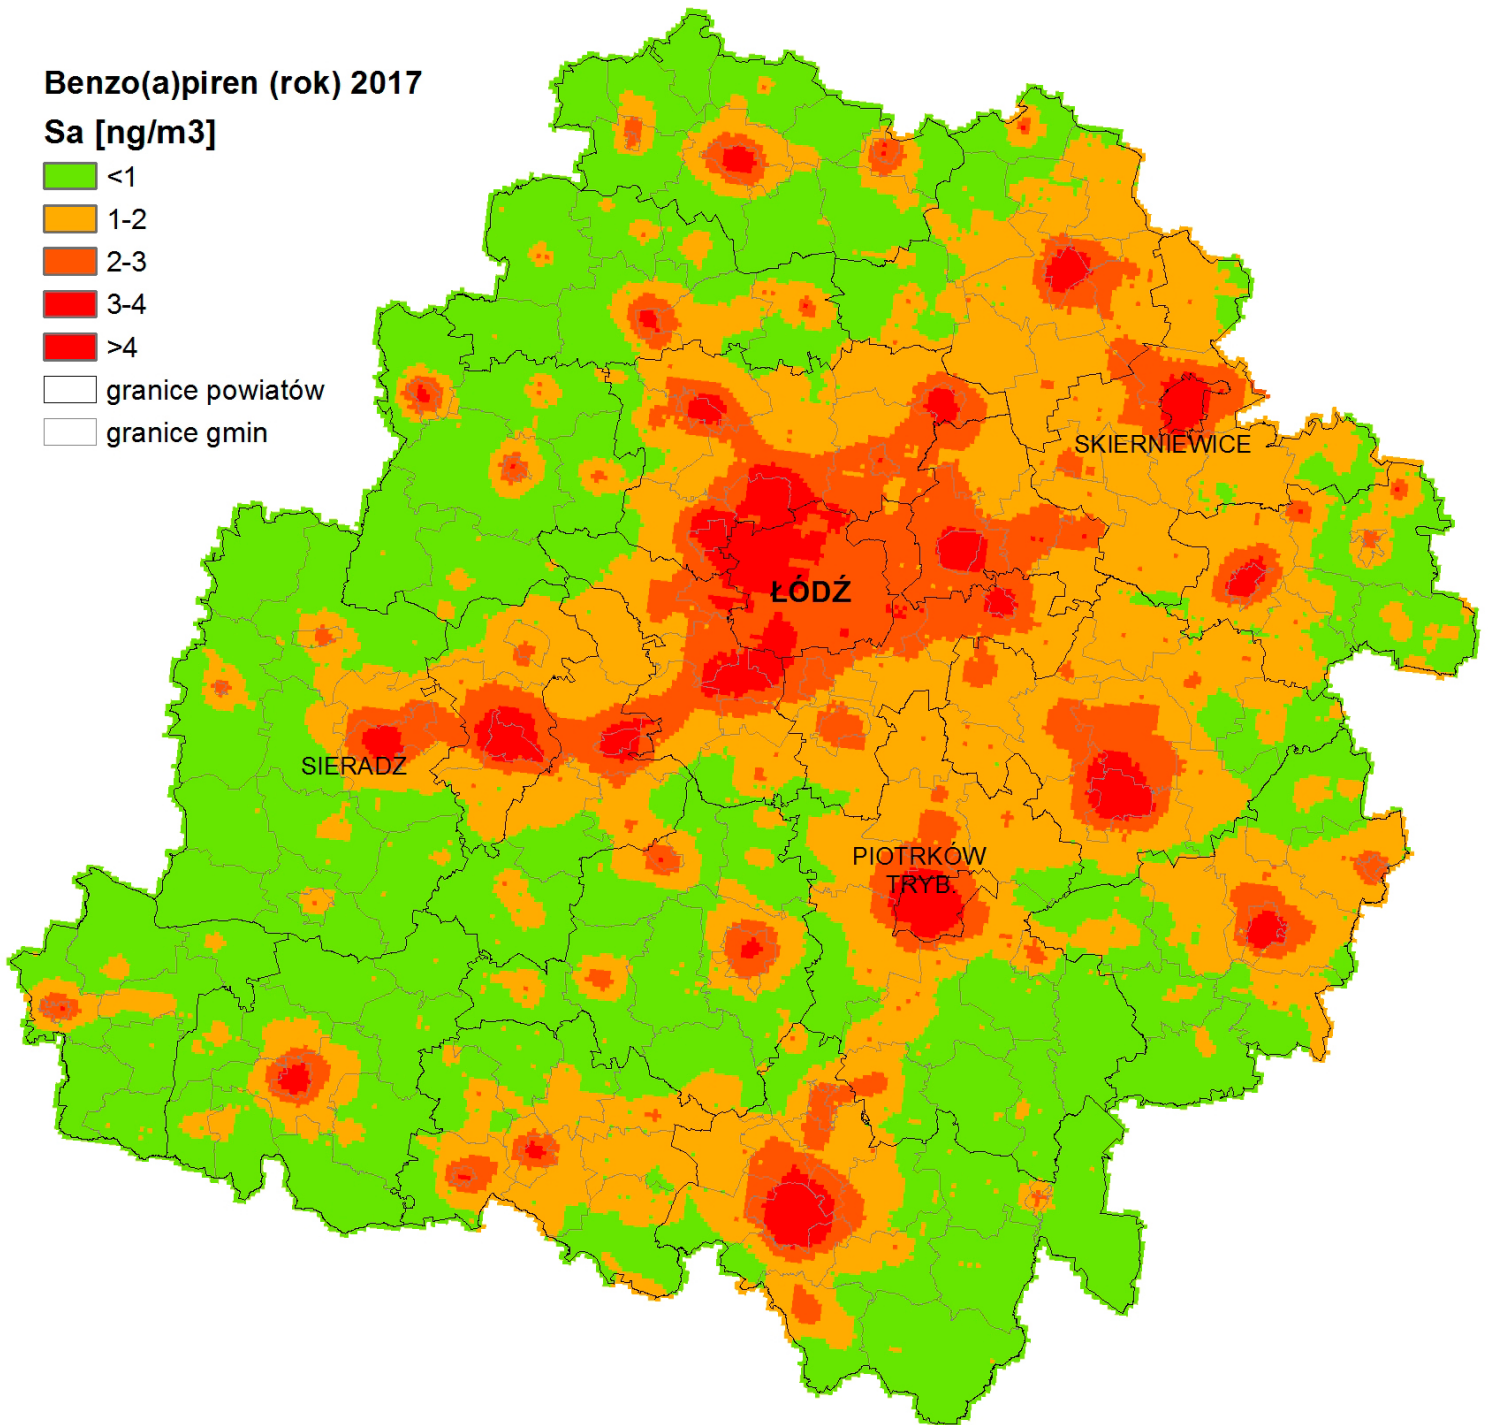 Benzo(a)piren (rok) 2017
Sa [ng/m3]
<1
1-2
2-3
3-4
>4
granice powiatów
granice gmin
SKIERNIEWICE
ŁÓDŹ
SIERADZ
PIOTRKÓW
TRYB.